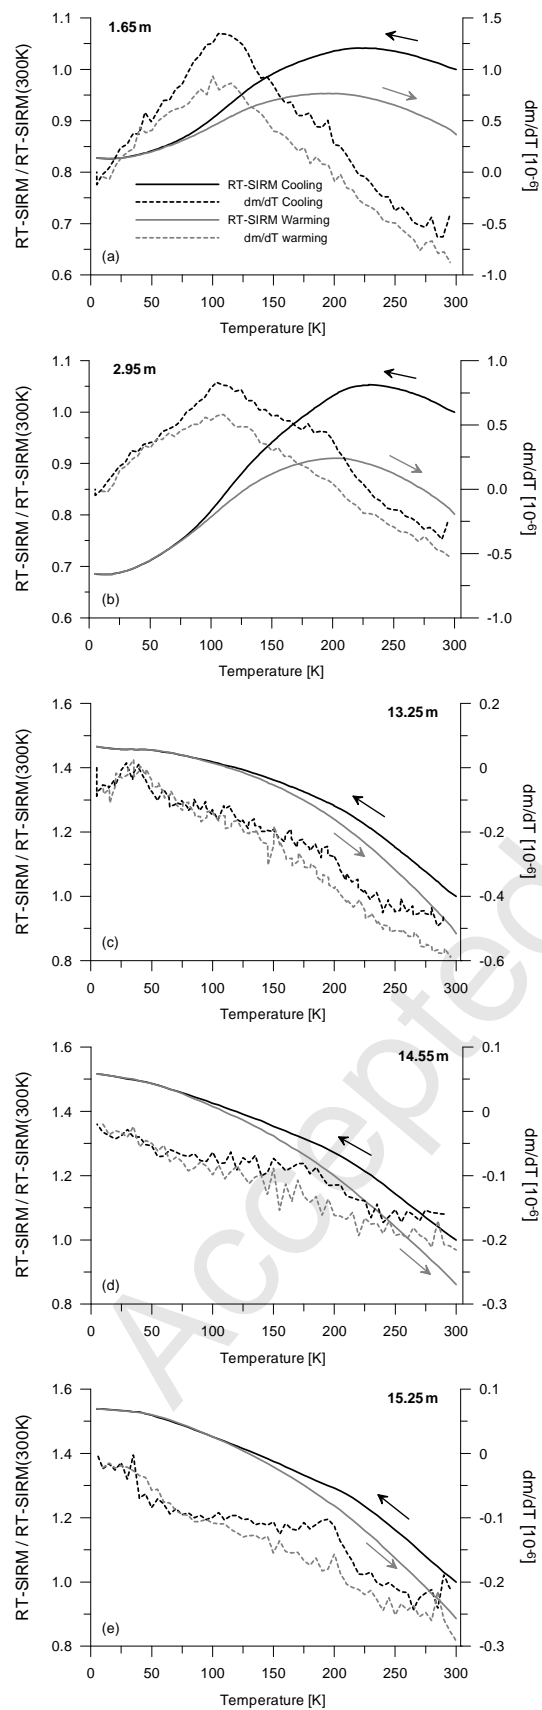 1.65 m
RT-SIRM / RT-SIRM(300K)
1.1
1.0
0.9
0.8
0.7
0.6
1.5
1.0
0.5
0.0
-0.5
-1.0
dm/dT [10-6]
RT-SIRM Cooling
dm/dT Cooling
RT-SIRM Warming
dm/dT warming
(a)
0 50 100 150 200 250 300
Temperature [K]
2.95 m
RT-SIRM / RT-SIRM(300K)
1.1
1.0
0.9
0.8
0.7
0.6
1.0
0.5
0.0
-0.5
-1.0
dm/dT [10-6]
(b)
0 50 100 150 200 250 300
Temperature [K]
13.25 m
RT-SIRM / RT-SIRM(300K)
1.6
1.4
1.2
1.0
0.8
0.2
0
-0.2
-0.4
-0.6
dm/dT [10-6]
(c)
0 50 100 150 200 250 300
Temperature [K]
14.55 m
RT-SIRM / RT-SIRM(300K)
1.6
1.4
1.2
1.0
0.8
0.1
0
-0.1
-0.2
-0.3
dm/dT [10-6]
(d)
0 50 100 150 200 250 300
Temperature [K]
15.25 m
RT-SIRM / RT-SIRM(300K)
1.6
1.4
1.2
1.0
0.8
0.1
0
-0.1
-0.2
-0.3
dm/dT [10-6]
(e)
0 50 100 150 200 250 300
Temperature [K]
Accepted